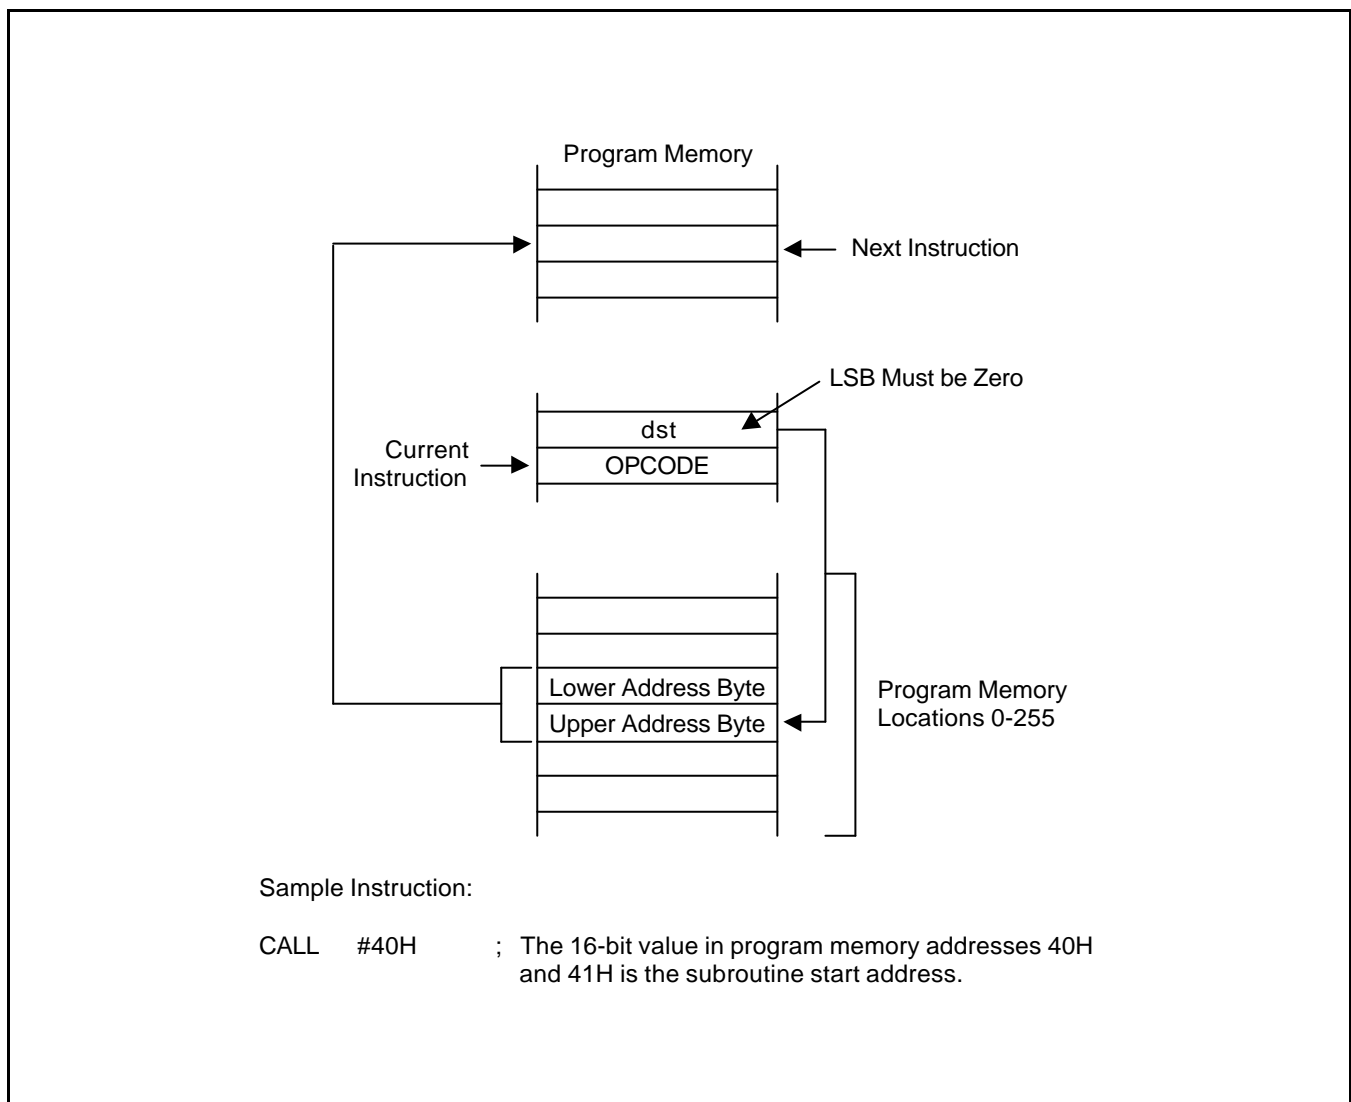 Program Memory
Next Instruction
LSB Must be Zero
dst
Current
Instruction
OPCODE
Lower Address Byte
Upper Address Byte
Program Memory
Locations 0-255
Sample Instruction:
CALL #40H ; The 16-bit value in program memory addresses 40H
and 41H is the subroutine start address.